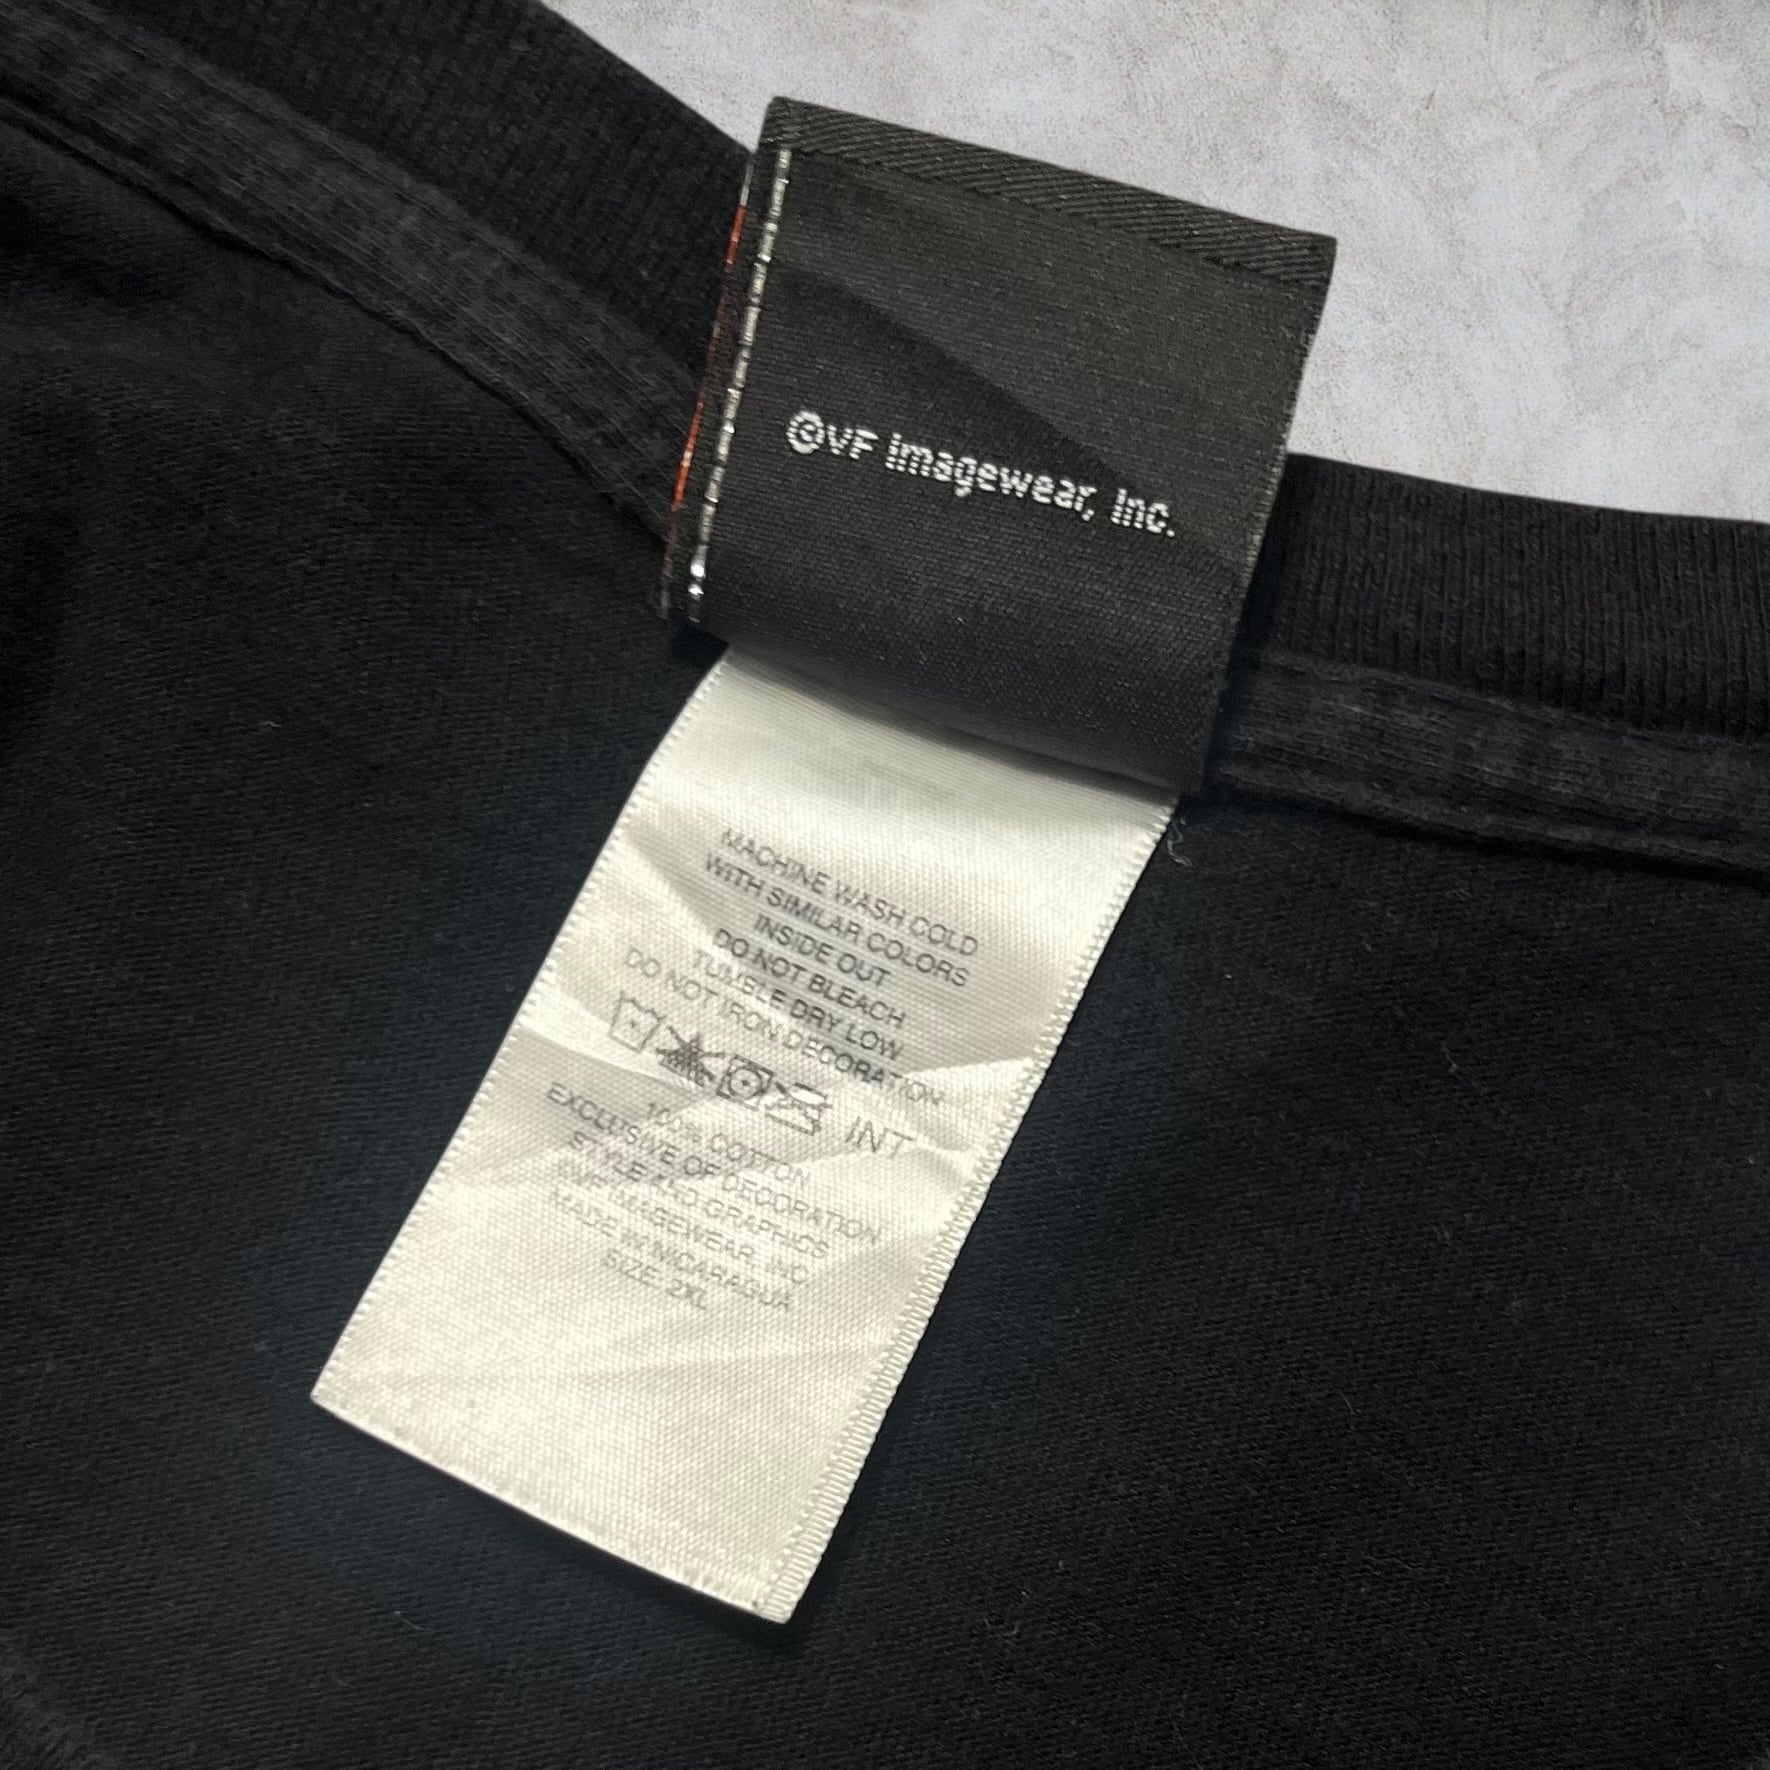 ©VF Imagewear, Inc.
MACHINE WASH COLD
WITH SIMILAR COLORS
INSIDE OUT
DO NOT BLEACH
TUMBLE DRY LOW
DO NOT IRON DECORATION
INT
100% COTTON
EXCLUSIVE OF DECORATION
STYLE AND GRAPHICS
©VF IMAGEWEAR, INC
MADE IN NICARAGUA
SIZE: 2XL